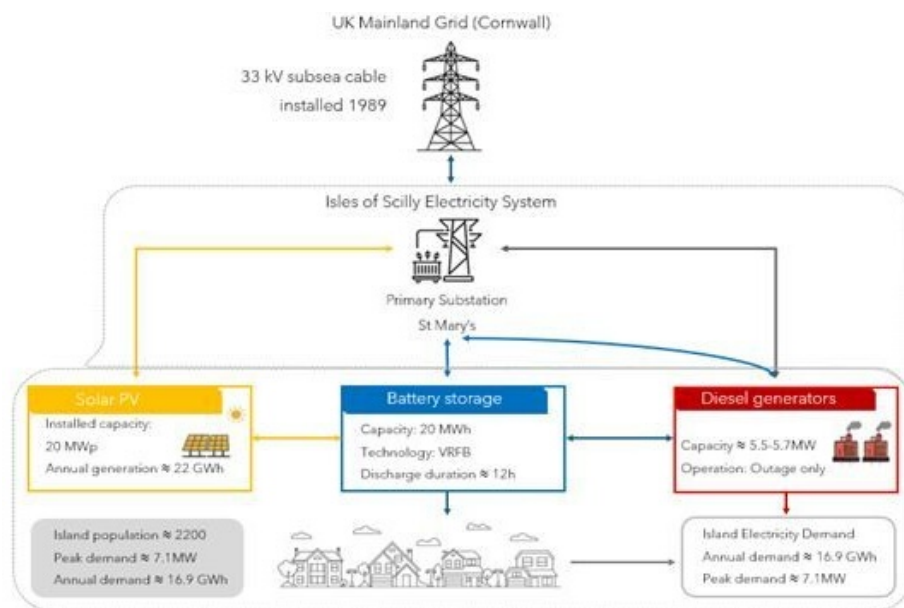 UK Mainland Grid (Cornwall)
33 kV subsea cable
installed 1989
Isles of Scilly Electricity System
Primary Substation
St Mary's
Solar PV
Installed capacity:
20 MWp
Annual generation ≈ 22 GWh
Battery storage
Capacity: 20 MWh
Technology: VRFB
Discharge duration ≈ 12h
Diesel generators
Capacity ≈ 5.5-5.7MW
Operation: Outage only
Island population ≈ 2200
Peak demand ≈ 7.1MW
Annual demand ≈ 16.9 GWh
Island Electricity Demand
Annual demand ≈ 16.9 GWh
Peak demand ≈ 7.1MW